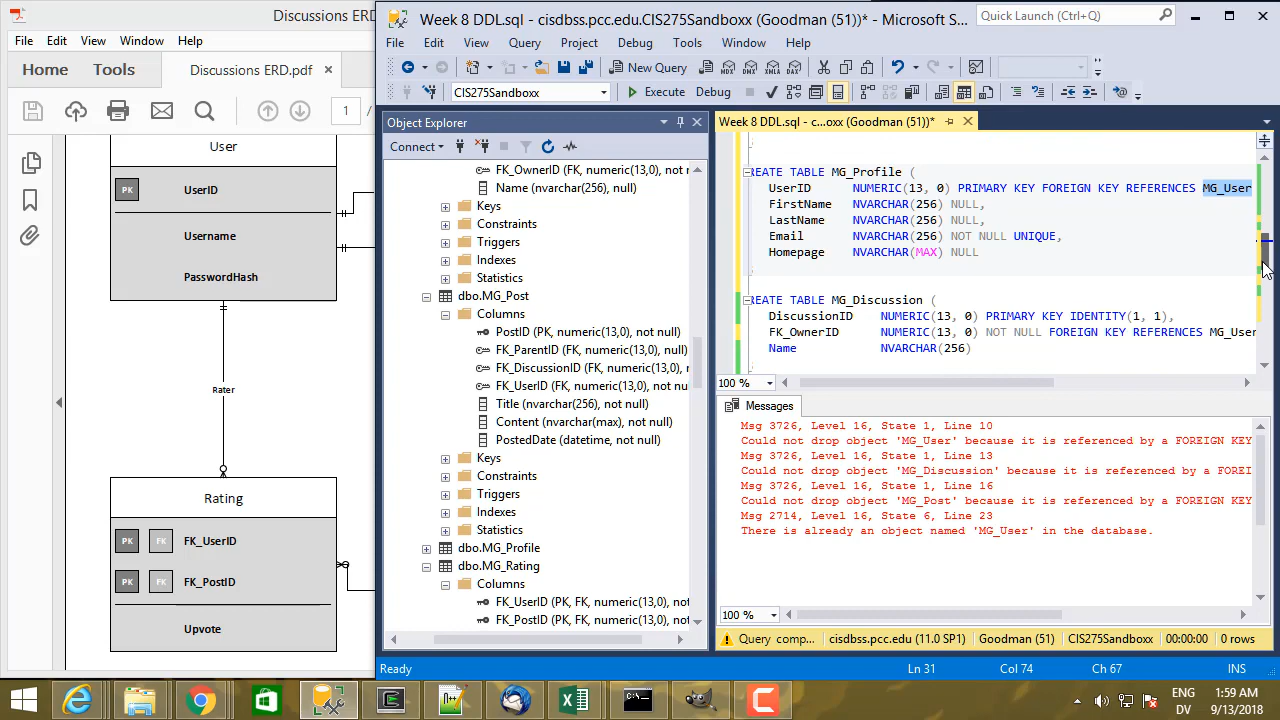 Discussions ERD.pdf
File Edit View Window Help
Home Tools Discussions ERD.pdf ×
1 /
User
PK UserID
Username
PasswordHash
Rater
Rating
PK FK FK_UserID
PK FK FK_PostID
Upvote
Week 8 DDL.sql - cisdbss.pcc.edu.CIS275Sandboxx (Goodman (51))* - Microsoft S...
Quick Launch (Ctrl+Q)
File Edit View Query Project Debug Tools Window Help
New Query
CIS275Sandboxx Execute Debug
Object Explorer
Connect
FK_OwnerID (FK, numeric(13,0), not
Name (nvarchar(256), null)
Keys
Constraints
Triggers
Indexes
Statistics
dbo.MG_Post
Columns
PostID (PK, numeric(13,0), not null)
FK_ParentID (FK, numeric(13,0), null)
FK_DiscussionID (FK, numeric(13,0),
FK_UserID (FK, numeric(13,0), not nu
Title (nvarchar(256), not null)
Content (nvarchar(max), not null)
PostedDate (datetime, not null)
Keys
Constraints
Triggers
Indexes
Statistics
dbo.MG_Profile
dbo.MG_Rating
Columns
FK_UserID (PK, FK, numeric(13,0), not
FK_PostID (PK, FK, numeric(13,0), not
Week 8 DDL.sql - c...oxx (Goodman (51))*
REATE TABLE MG_Profile (
UserID NUMERIC(13, 0) PRIMARY KEY FOREIGN KEY REFERENCES MG_User
FirstName NVARCHAR(256) NULL,
LastName NVARCHAR(256) NULL,
Email NVARCHAR(256) NOT NULL UNIQUE,
Homepage NVARCHAR(MAX) NULL
REATE TABLE MG_Discussion (
DiscussionID NUMERIC(13, 0) PRIMARY KEY IDENTITY(1, 1),
FK_OwnerID NUMERIC(13, 0) NOT NULL FOREIGN KEY REFERENCES MG_User
Name NVARCHAR(256)
100 %
Messages
Msg 3726, Level 16, State 1, Line 10
Could not drop object 'MG_User' because it is referenced by a FOREIGN KEY
Msg 3726, Level 16, State 1, Line 13
Could not drop object 'MG_Discussion' because it is referenced by a FOREI
Msg 3726, Level 16, State 1, Line 16
Could not drop object 'MG_Post' because it is referenced by a FOREIGN KEY
Msg 2714, Level 16, State 6, Line 23
There is already an object named 'MG_User' in the database.
100 %
Query comp... cisdbss.pcc.edu (11.0 SP1) Goodman (51) CIS275Sandboxx 00:00:00 0 rows
Ready Ln 31 Col 74 Ch 67 INS
ENG 1:59 AM
DV 9/13/2018